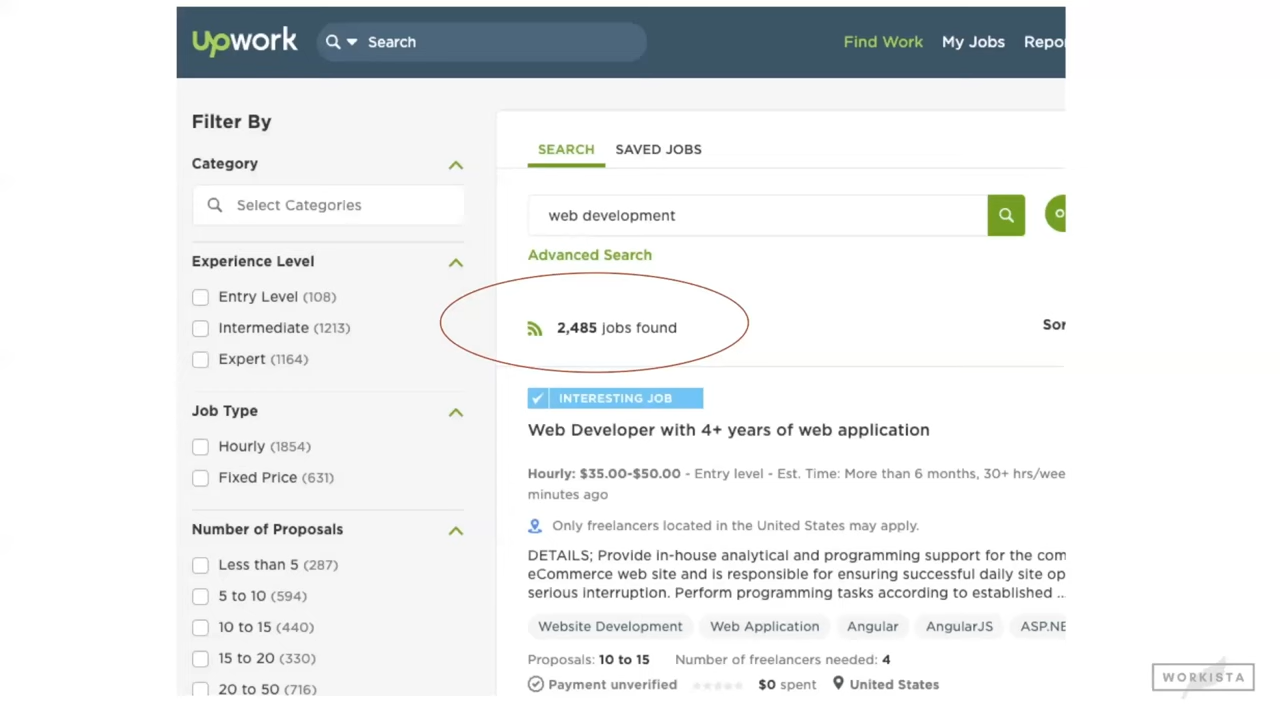 Upwork
Search
Find Work My Jobs Repor
Filter By
Category
Select Categories
Experience Level
Entry Level (108)
Intermediate (1213)
Expert (1164)
Job Type
Hourly (1854)
Fixed Price (631)
Number of Proposals
Less than 5 (287)
5 to 10 (594)
10 to 15 (440)
15 to 20 (330)
20 to 50 (716)
SEARCH SAVED JOBS
web development
Advanced Search
2,485 jobs found
Sor
INTERESTING JOB
Web Developer with 4+ years of web application
Hourly: $35.00-$50.00 - Entry level - Est. Time: More than 6 months, 30+ hrs/wee
minutes ago
Only freelancers located in the United States may apply.
DETAILS; Provide in-house analytical and programming support for the com
eCommerce web site and is responsible for ensuring successful daily site op
serious interruption. Perform programming tasks according to established ...
Website Development Web Application Angular AngularJS ASP.NE
Proposals: 10 to 15 Number of freelancers needed: 4
Payment unverified $0 spent United States
WORKISTA